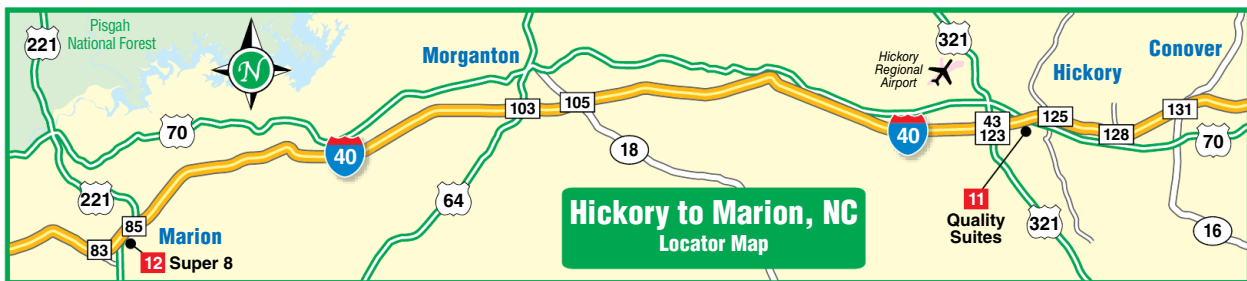 221
Pisgah
National Forest
N
70
40
Morganton
103
105
18
64
Hickory to Marion, NC
Locator Map
Hickory
Regional
Airport
321
Hickory
Conover
40
43
123
125
128
131
70
11
Quality
Suites
321
16
221
85
83
Marion
12 Super 8